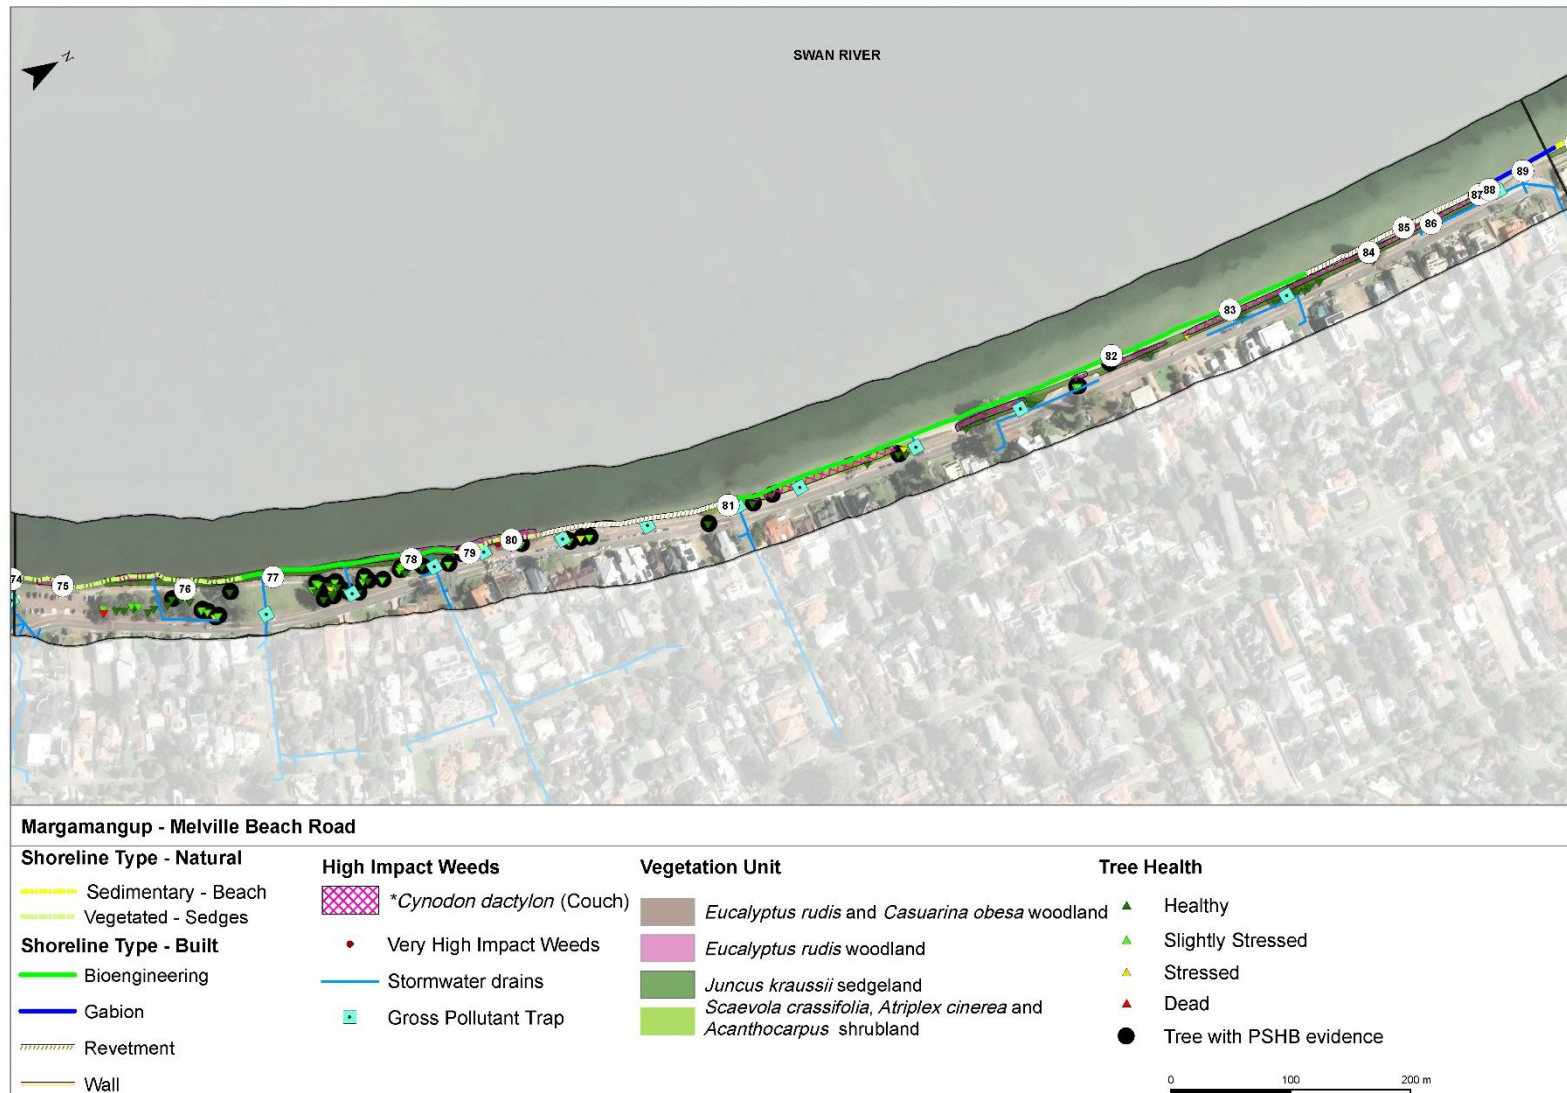 SWAN RIVER
N
89
88
87
86
85
84
83
82
81
80
79
78
77
76
75
74
Margamangup - Melville Beach Road
Shoreline Type - Natural
Sedimentary - Beach
Vegetated - Sedges
Shoreline Type - Built
Bioengineering
Gabion
Revetment
Wall
High Impact Weeds
*Cynodon dactylon (Couch)
Very High Impact Weeds
Stormwater drains
Gross Pollutant Trap
Vegetation Unit
Eucalyptus rudis and Casuarina obesa woodland
Eucalyptus rudis woodland
Juncus kraussii sedgeland
Scaevola crassifolia, Atriplex cinerea and
Acanthocarpus shrubland
Tree Health
Healthy
Slightly Stressed
Stressed
Dead
Tree with PSHB evidence
0 100 200 m